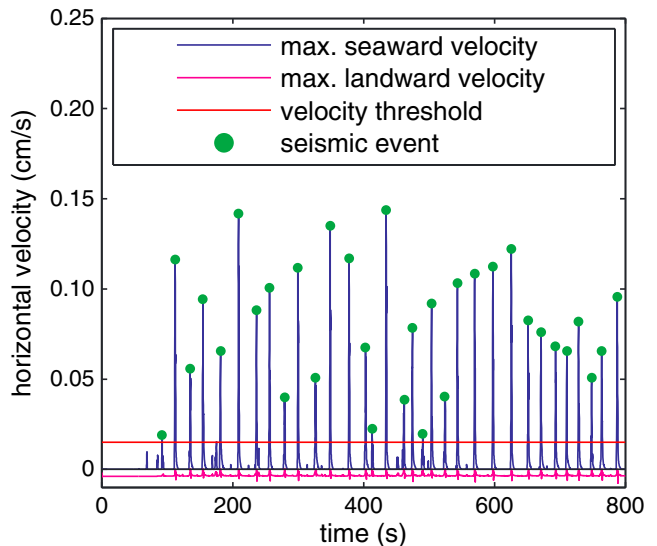 0.25
0.20
0.15
0.10
0.05
0
horizontal velocity (cm/s)
max. seaward velocity
max. landward velocity
velocity threshold
seismic event
0 200 400 600 800
time (s)